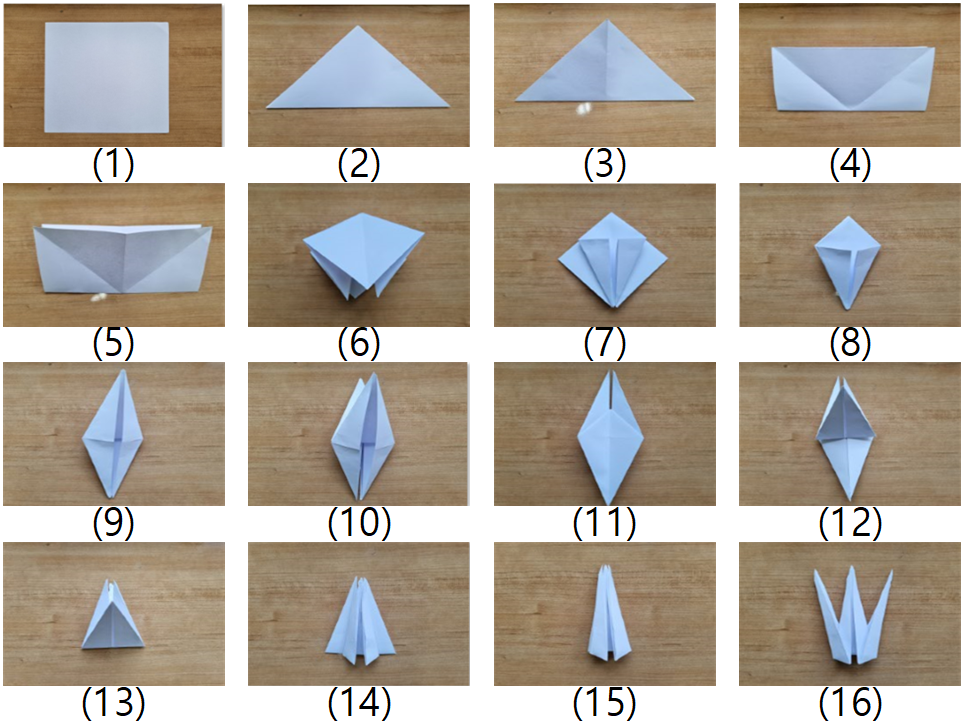 (1) (2) (3) (4)
(5) (6) (7) (8)
(9) (10) (11) (12)
(13) (14) (15) (16)